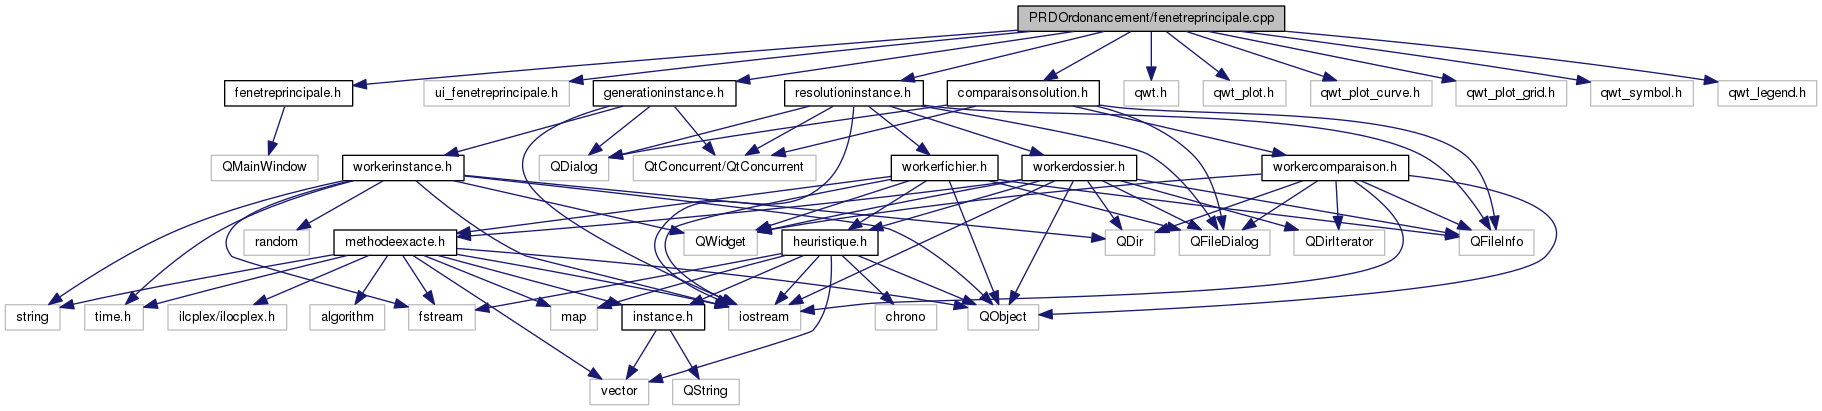 PRDOrdonancement/fenetreprincipale.cpp
fenetreprincipale.h
ui_fenetreprincipale.h
generationinstance.h
resolutioninstance.h
comparaisonsolution.h
qwt.h
qwt_plot.h
qwt_plot_curve.h
qwt_plot_grid.h
qwt_symbol.h
qwt_legend.h
QMainWindow
workerinstance.h
QDialog
QtConcurrent/QtConcurrent
workerfichier.h
workerdossier.h
workercomparaison.h
random
methodeexacte.h
QWidget
heuristique.h
QDir
QFileDialog
QDirIterator
QFileInfo
string
time.h
ilcplex/ilocplex.h
algorithm
fstream
map
instance.h
iostream
chrono
QObject
vector
QString